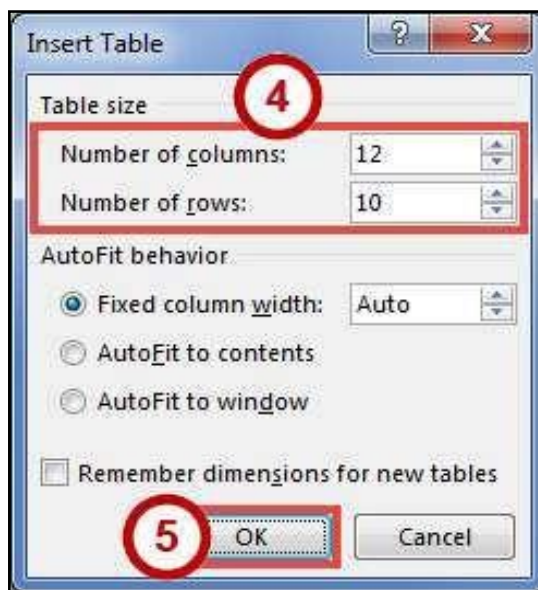 Insert Table ?
4
Table size
Number of columns: 12
Number of rows: 10
AutoFit behavior
Fixed column width: Auto
AutoFit to contents
AutoFit to window
Remember dimensions for new tables
5 OK Cancel